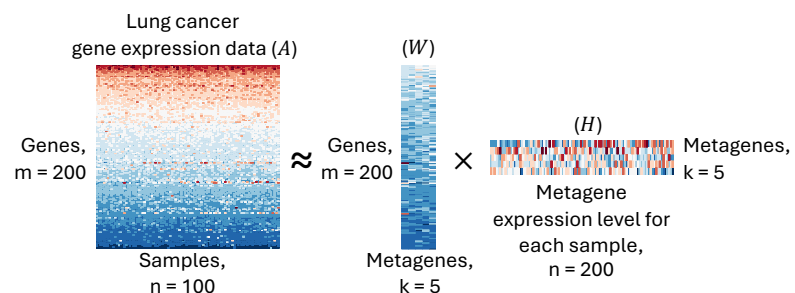 Lung cancer
gene expression data (A)
Genes,
m = 200
Samples,
n = 100
≈
(W)
Genes,
m = 200
Metagenes,
k = 5
×
(H)
Metagenes,
k = 5
Metagene
expression level for
each sample,
n = 200